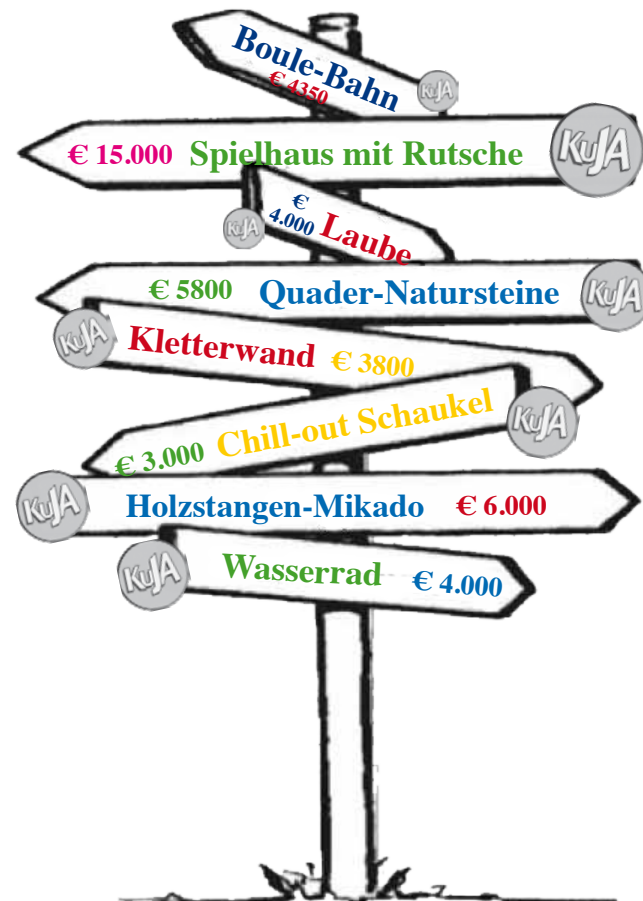 Boule-Bahn
€ 4350
KuJA
€ 15.000 Spielhaus mit Rutsche
KuJA
€
4.000 Laube
KuJA
€ 5800 Quader-Natursteine
KuJA
KuJA
Kletterwand € 3800
€ 3.000 Chill-out Schaukel
KuJA
KuJA
Holzstangen-Mikado € 6.000
KuJA
Wasserrad € 4.000